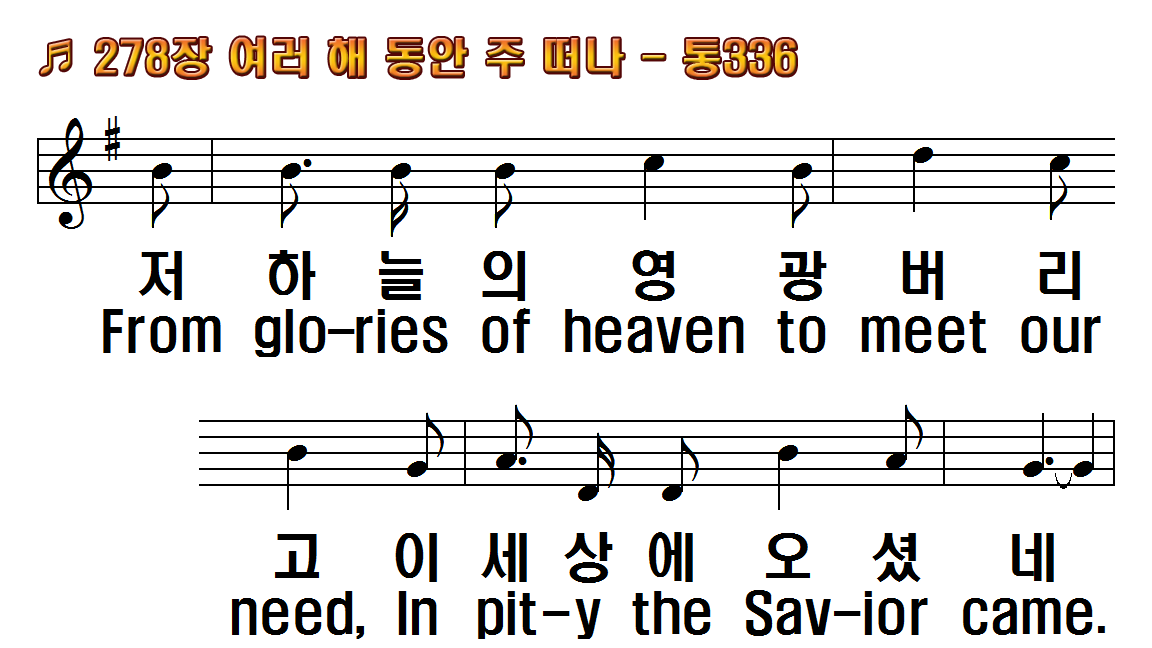 ♬ 278장 여러 해 동안 주 떠나 - 통336
저 하 늘 의 영 광 버 리
From glo-ries of heaven to meet our
고 이 세 상 에 오 셨 네
need, In pit-y the Sav-ior came.